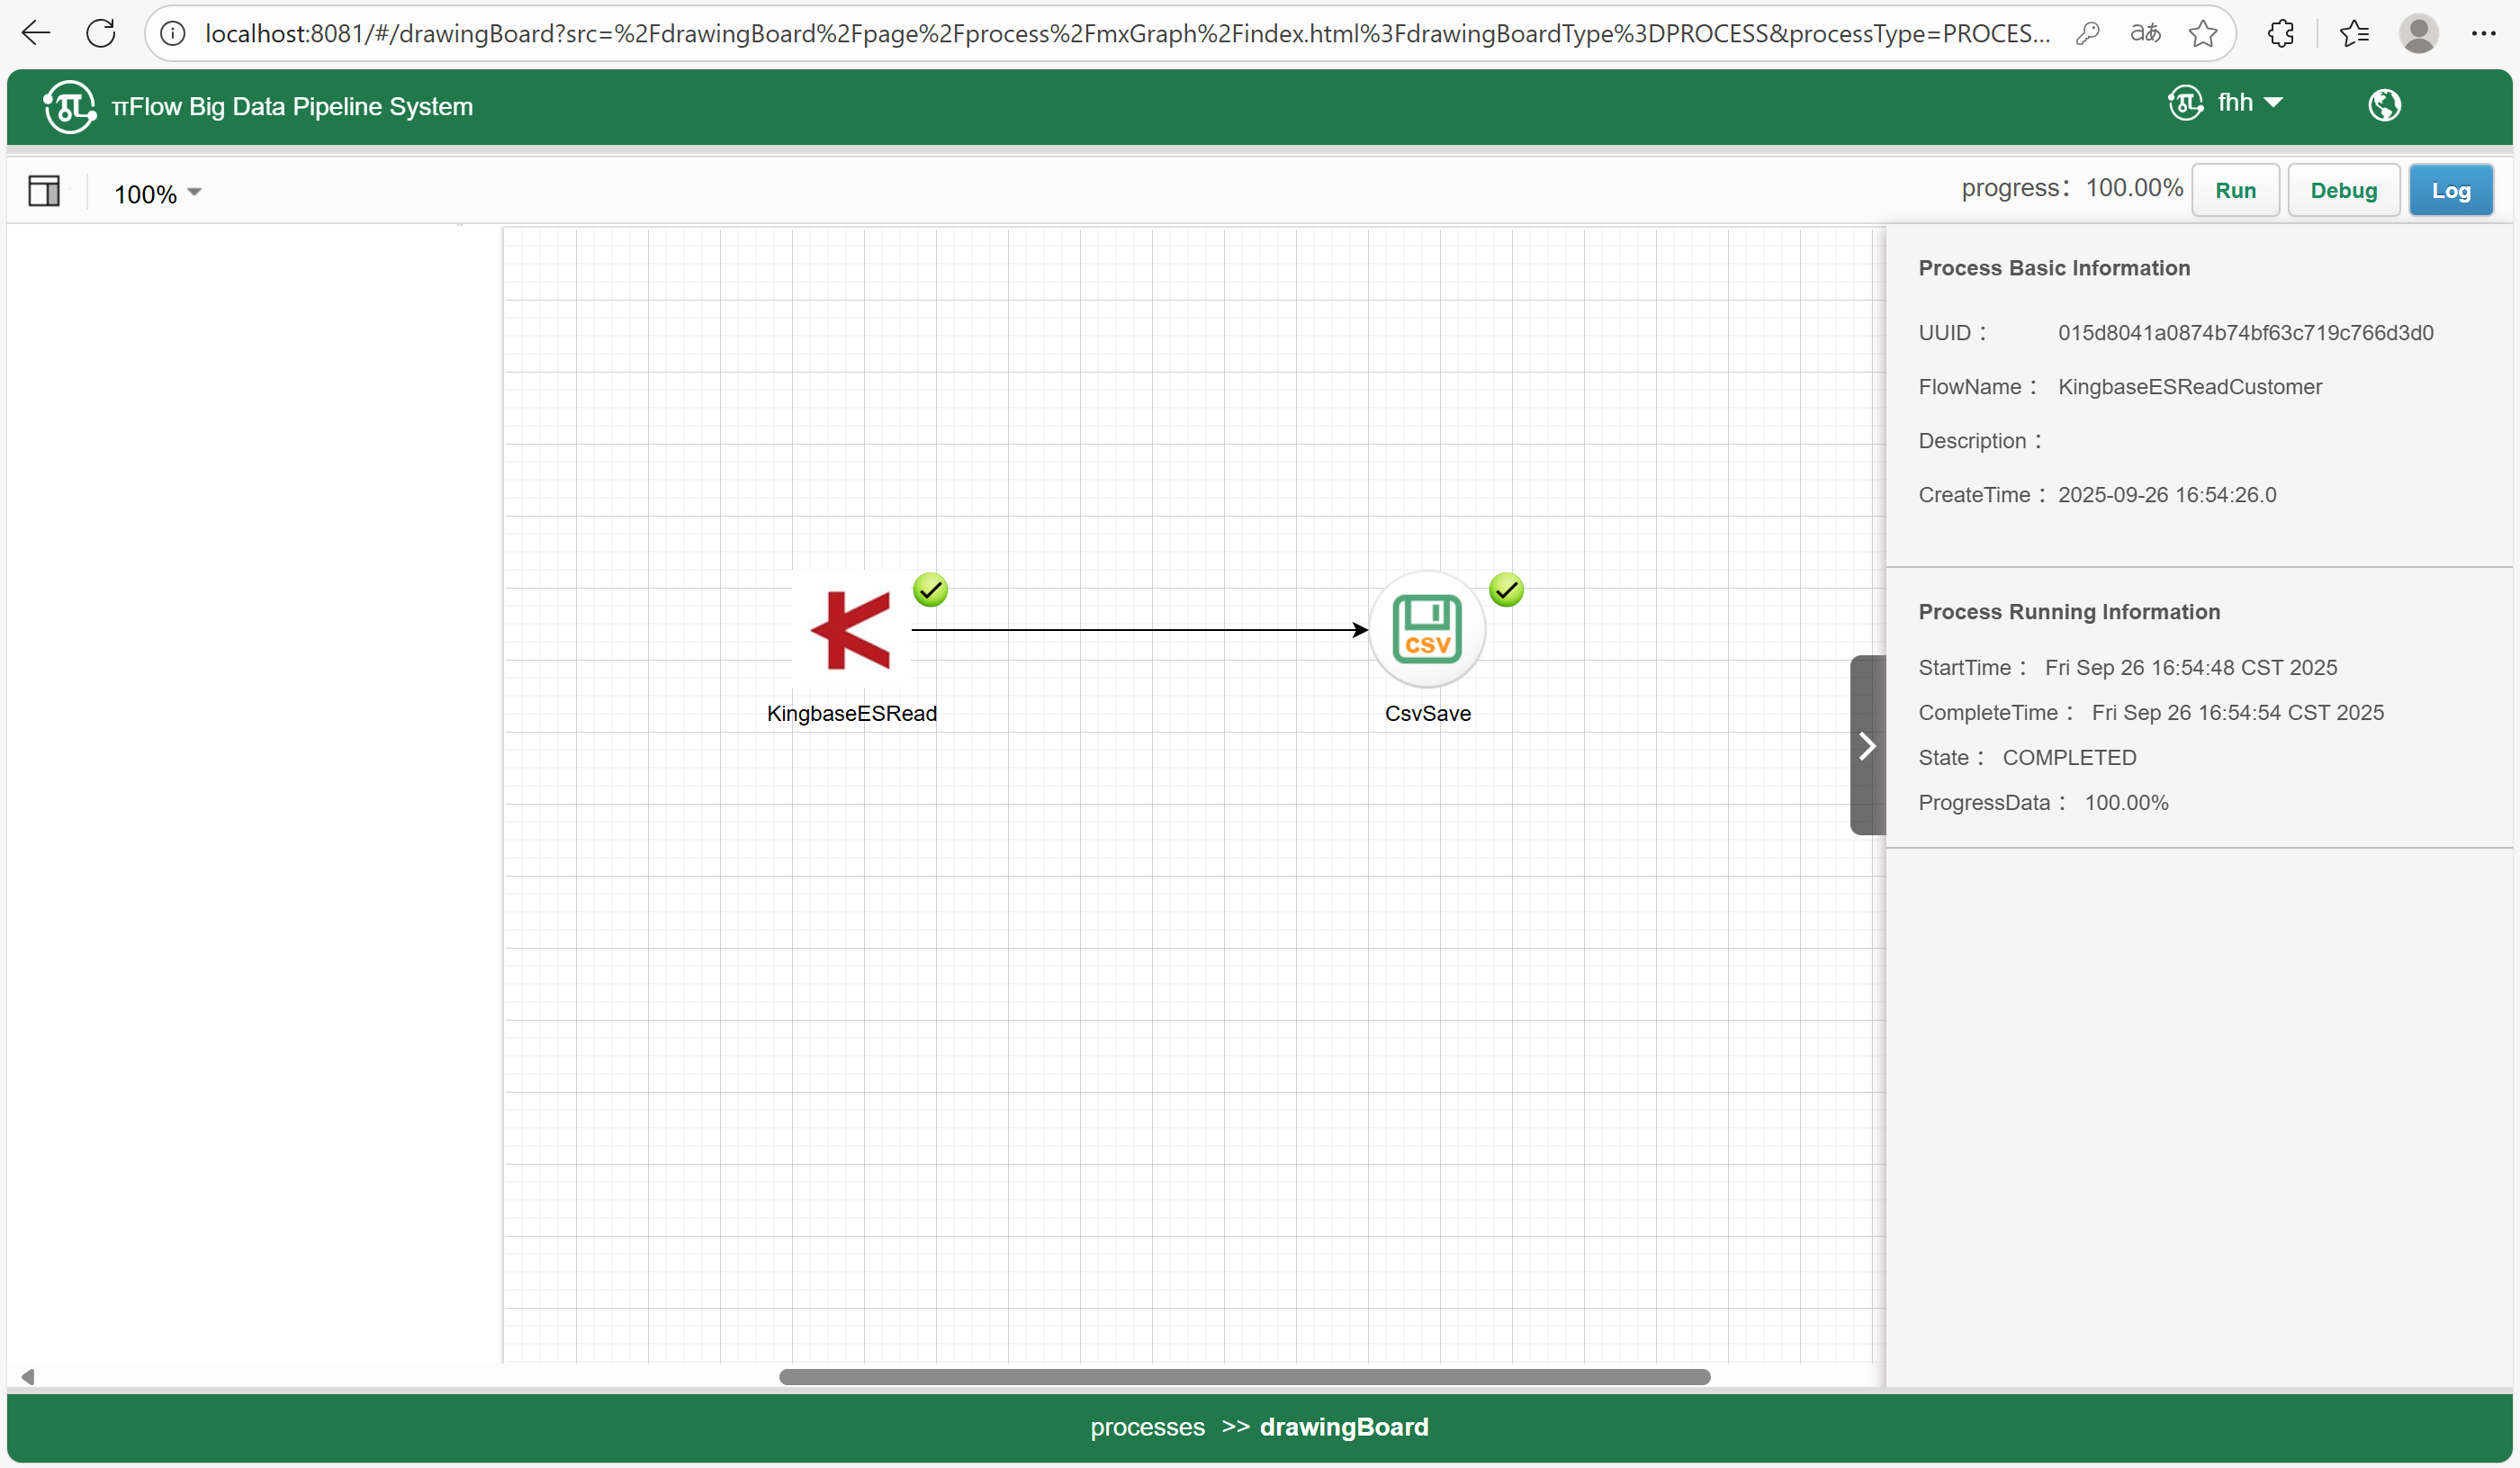 localhost:8081/#/drawingBoard?src=%2FdrawingBoard%2Fpage%2Fprocess%2FmxGraph%2Findex.html%3FdrawingBoardType%3DPROCESS&processType=PROCES...
aあ
πFlow Big Data Pipeline System
fhh
100%
progress： 100.00%
Run
Debug
Log
Process Basic Information
UUID： 015d8041a0874b74bf63c719c766d3d0
FlowName： KingbaseESReadCustomer
Description：
CreateTime： 2025-09-26 16:54:26.0
CSV
KingbaseESRead
CsvSave
Process Running Information
StartTime： Fri Sep 26 16:54:48 CST 2025
CompleteTime： Fri Sep 26 16:54:54 CST 2025
State： COMPLETED
ProgressData： 100.00%
processes >> drawingBoard